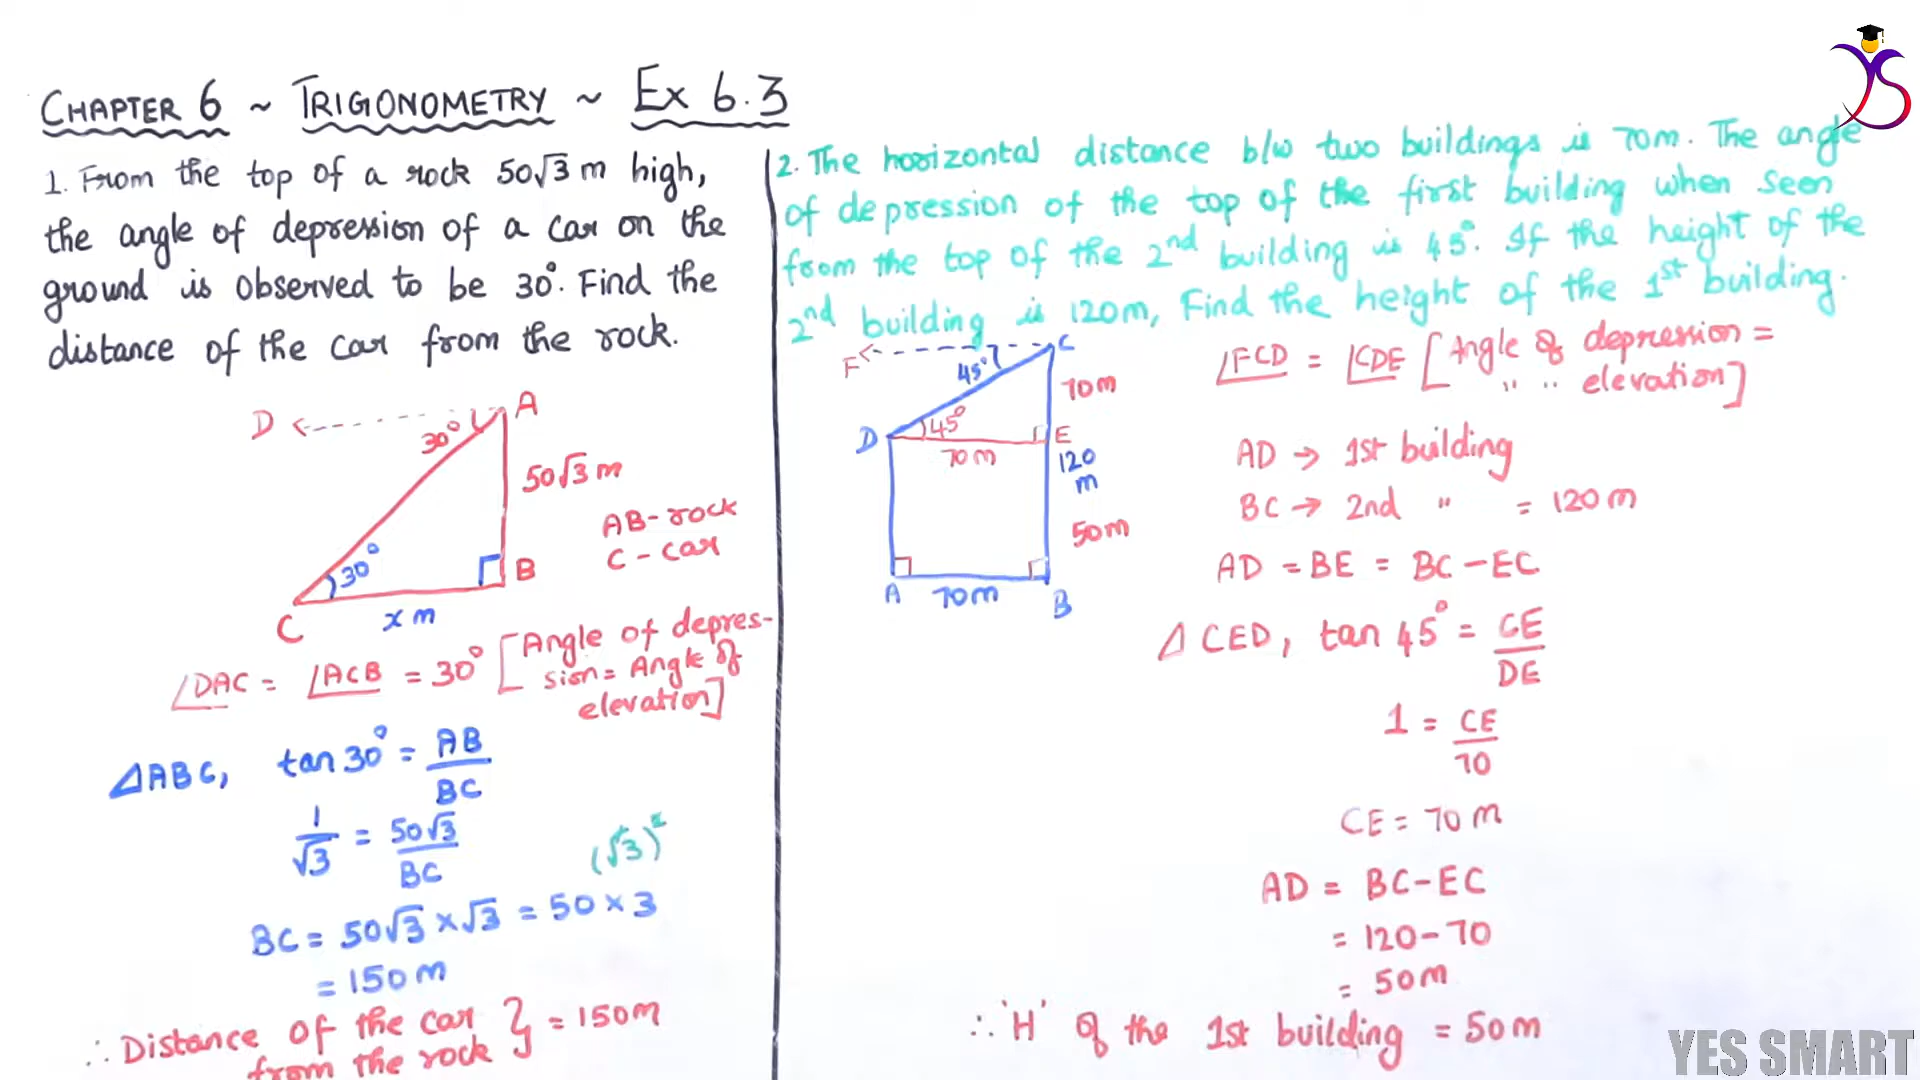 CHAPTER 6 ~ TRIGONOMETRY ~ Ex 6.3
1. From the top of a rock 50√3 m high,
the angle of depression of a car on the
ground is observed to be 30°. Find the
distance of the car from the rock.
D
A
30°
50√3 m
AB-rock
C-car
30°
B
C
x m
∠DAC = ∠ACB = 30° [Angle of depres-
sion = Angle of
elevation]
△ABC, tan 30° = AB/BC
1/√3 = 50√3/BC
(√3)²
BC = 50√3 × √3 = 50 × 3
= 150 m
∴ Distance of the car } = 150m
from the rock
2. The horizontal distance b/w two buildings is 70m. The angle
of depression of the top of the first building when seen
from the top of the 2nd building is 45°. If the height of the
2nd building is 120m, Find the height of the 1st building.
F
C
45°
70m
D
45°
E
70m
120
m
50m
A
70m
B
∠FCD = ∠CDE [Angle of depression =
" " elevation]
AD → 1st building
BC → 2nd " = 120m
AD = BE = BC - EC
△ CED, tan 45° = CE/DE
1 = CE/70
CE = 70 m
AD = BC-EC
= 120-70
= 50m
∴ 'H' of the 1st building = 50m
YES SMART